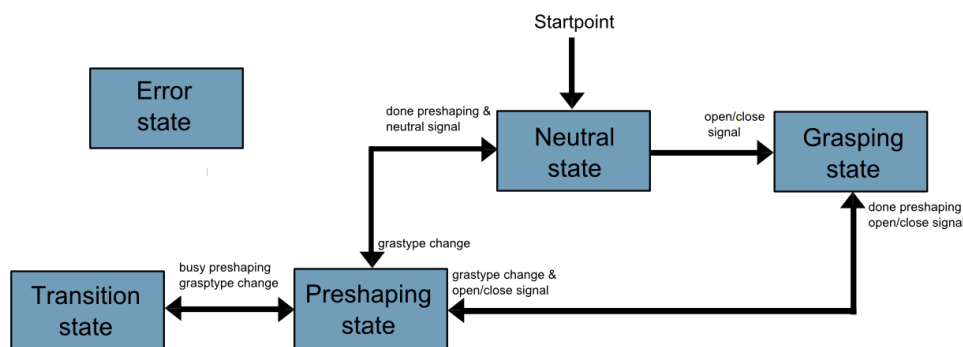 Startpoint
Error
state
done preshaping &
neutral signal
Neutral
state
open/close
signal
Grasping
state
done preshaping
open/close signal
grastype change
busy preshaping
grasptype change
grastype change &
open/close signal
Transition
state
Preshaping
state